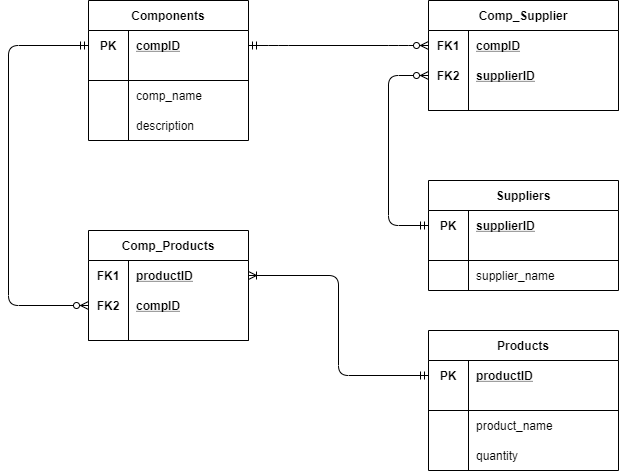 Components
PK compID
comp_name
description
Comp_Supplier
FK1 compID
FK2 supplierID
Suppliers
PK supplierID
supplier_name
Comp_Products
FK1 productID
FK2 compID
Products
PK productID
product_name
quantity